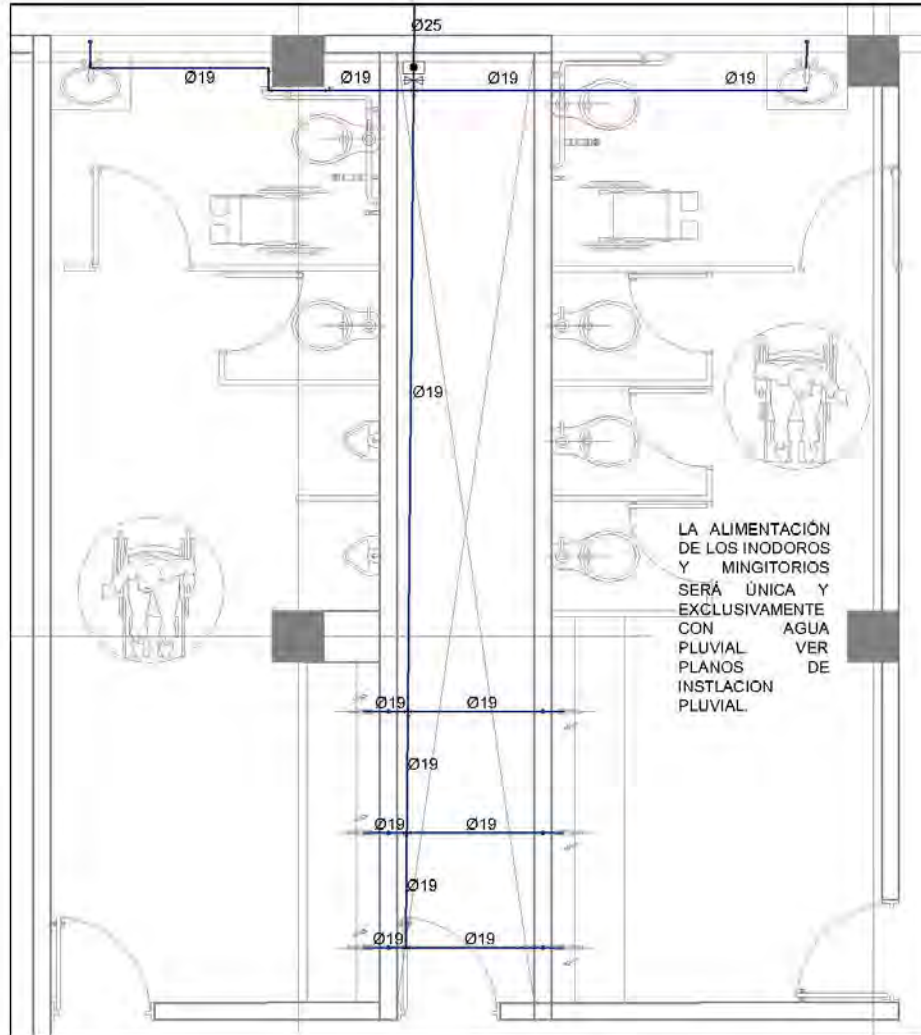 Ø25
Ø19 Ø19 Ø19 Ø19
Ø19
LA ALIMENTACIÓN
DE LOS INODOROS
Y MINGITORIOS
SERÁ ÚNICA Y
EXCLUSIVAMENTE
CON AGUA
PLUVIAL. VER
PLANOS DE
INSTLACION
PLUVIAL.
Ø19 Ø19
Ø19
Ø19 Ø19
Ø19
Ø19 Ø19